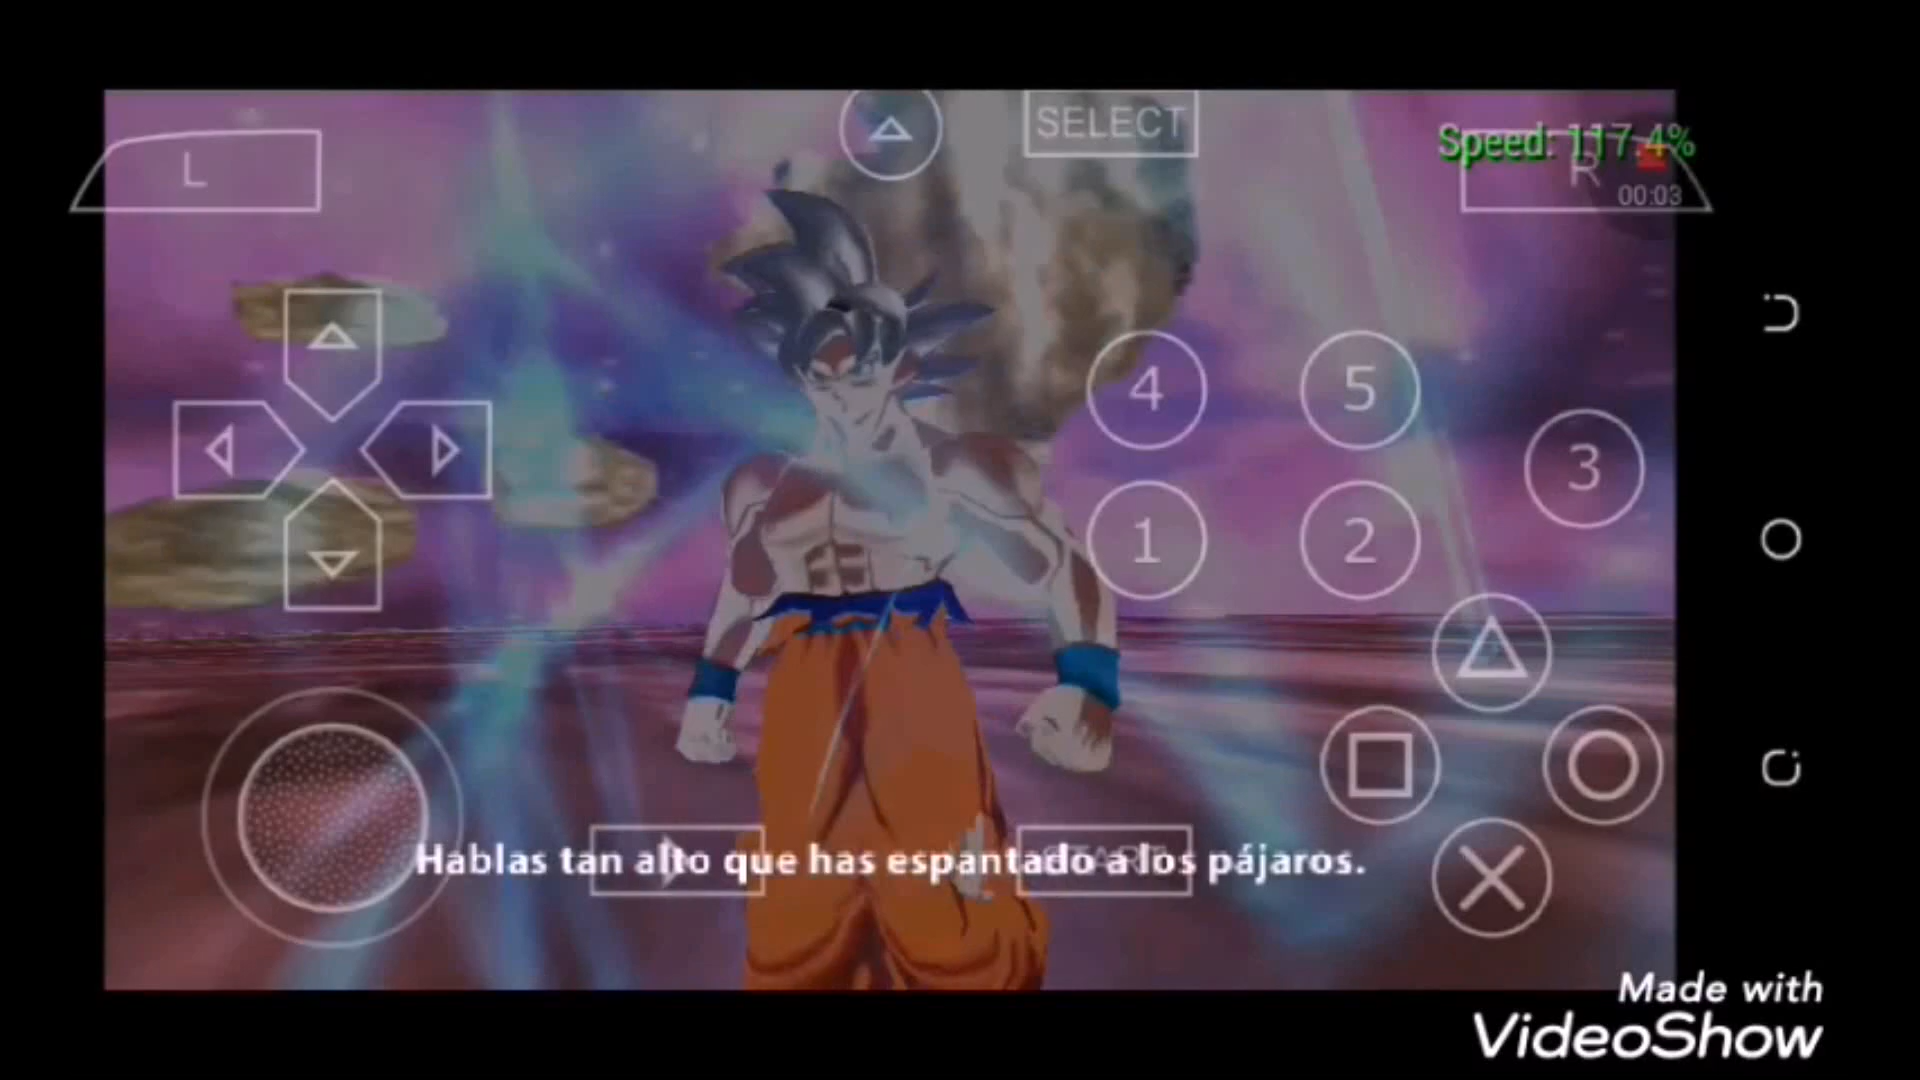 SELECT
L
Speed: 117.4%
R
00:03
4
5
3
1
2
Hablas tan alto que has espantado a los pájaros.
START
Made with
VideoShow